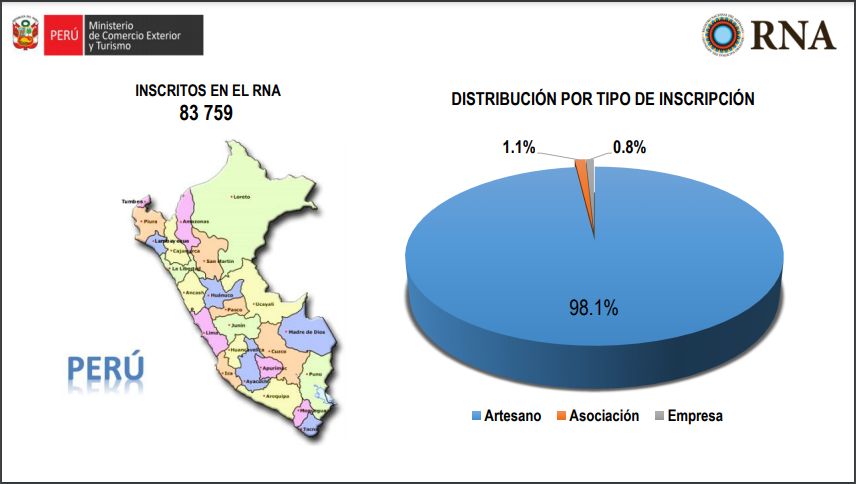 PERÚ
Ministerio
de Comercio Exterior
y Turismo
RNA
INSCRITOS EN EL RNA
83 759
DISTRIBUCIÓN POR TIPO DE INSCRIPCIÓN
1.1%
0.8%
98.1%
Artesano
Asociación
Empresa
Loreto
Tumbes
Piura
Amazonas
Lambayeque
Cajamarca
San Martín
La Libertad
Ancash
Huánuco
Ucayali
Pasco
Lima
Junín
Madre de Dios
Huancavelica
Cuzco
Ica
Apurímac
Ayacucho
Puno
Arequipa
Moquegua
Tacna
PERÚ